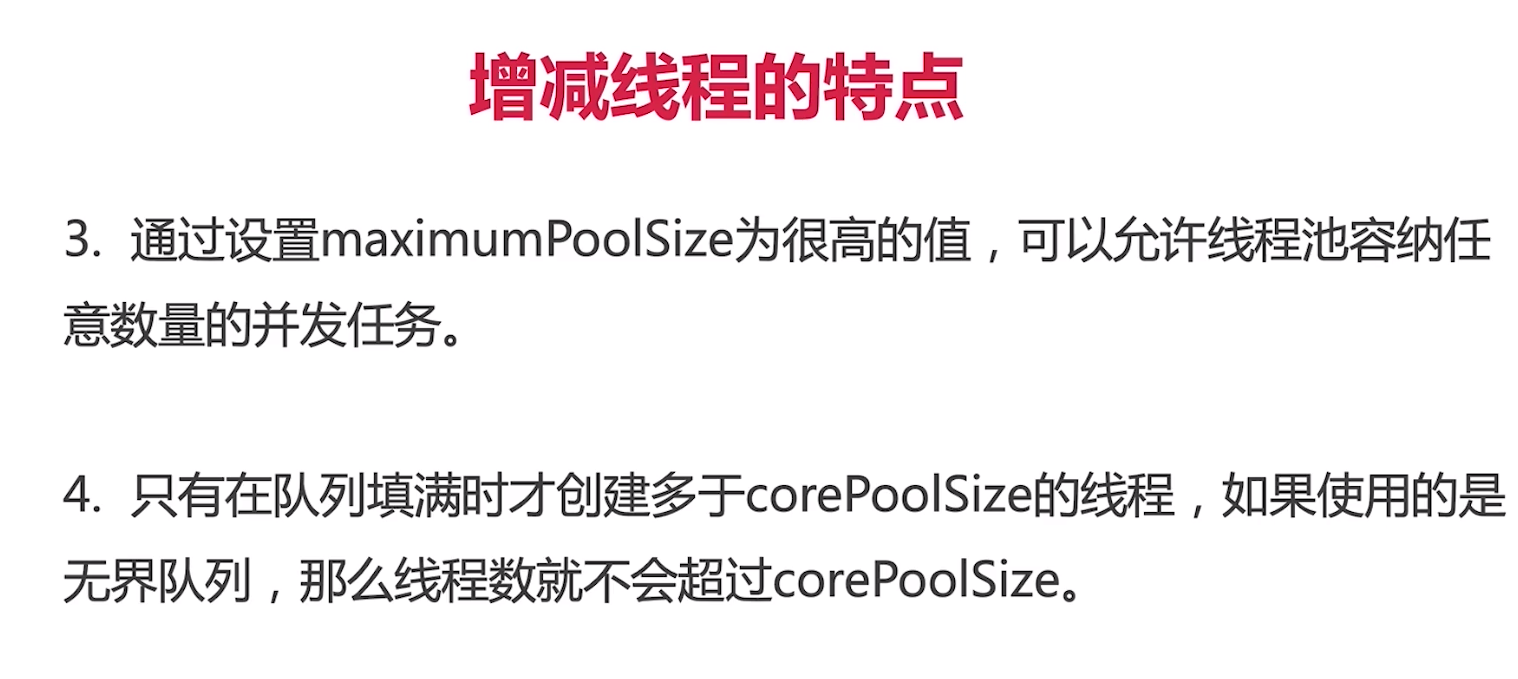 增减线程的特点
3. 通过设置maximumPoolSize为很高的值，可以允许线程池容纳任
意数量的并发任务。
4. 只有在队列填满时才创建多于corePoolSize的线程，如果使用的是
无界队列，那么线程数就不会超过corePoolSize。